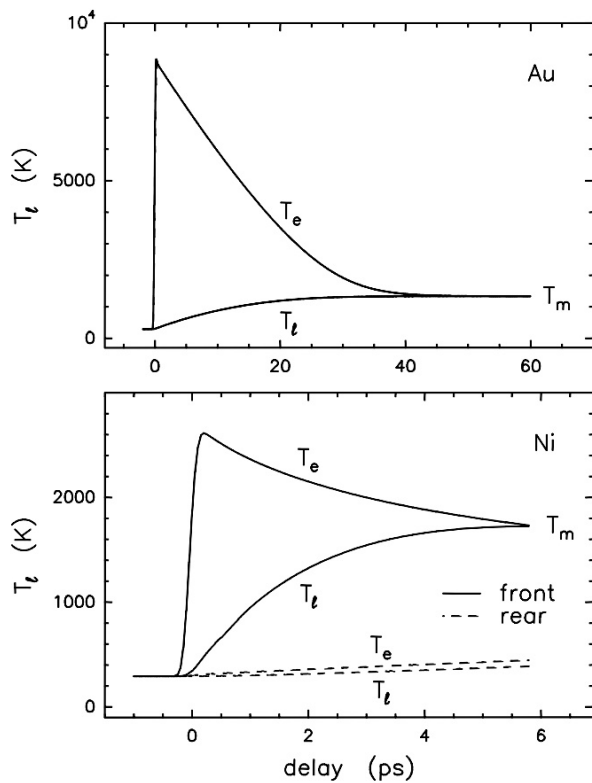 10⁴
Au
5000
T_ℓ (K)
T_e
T_ℓ
T_m
0
0
20
40
60
Ni
2000
T_ℓ (K)
T_e
T_m
T_ℓ
front
rear
1000
T_e
T_ℓ
0
0
2
4
6
delay (ps)